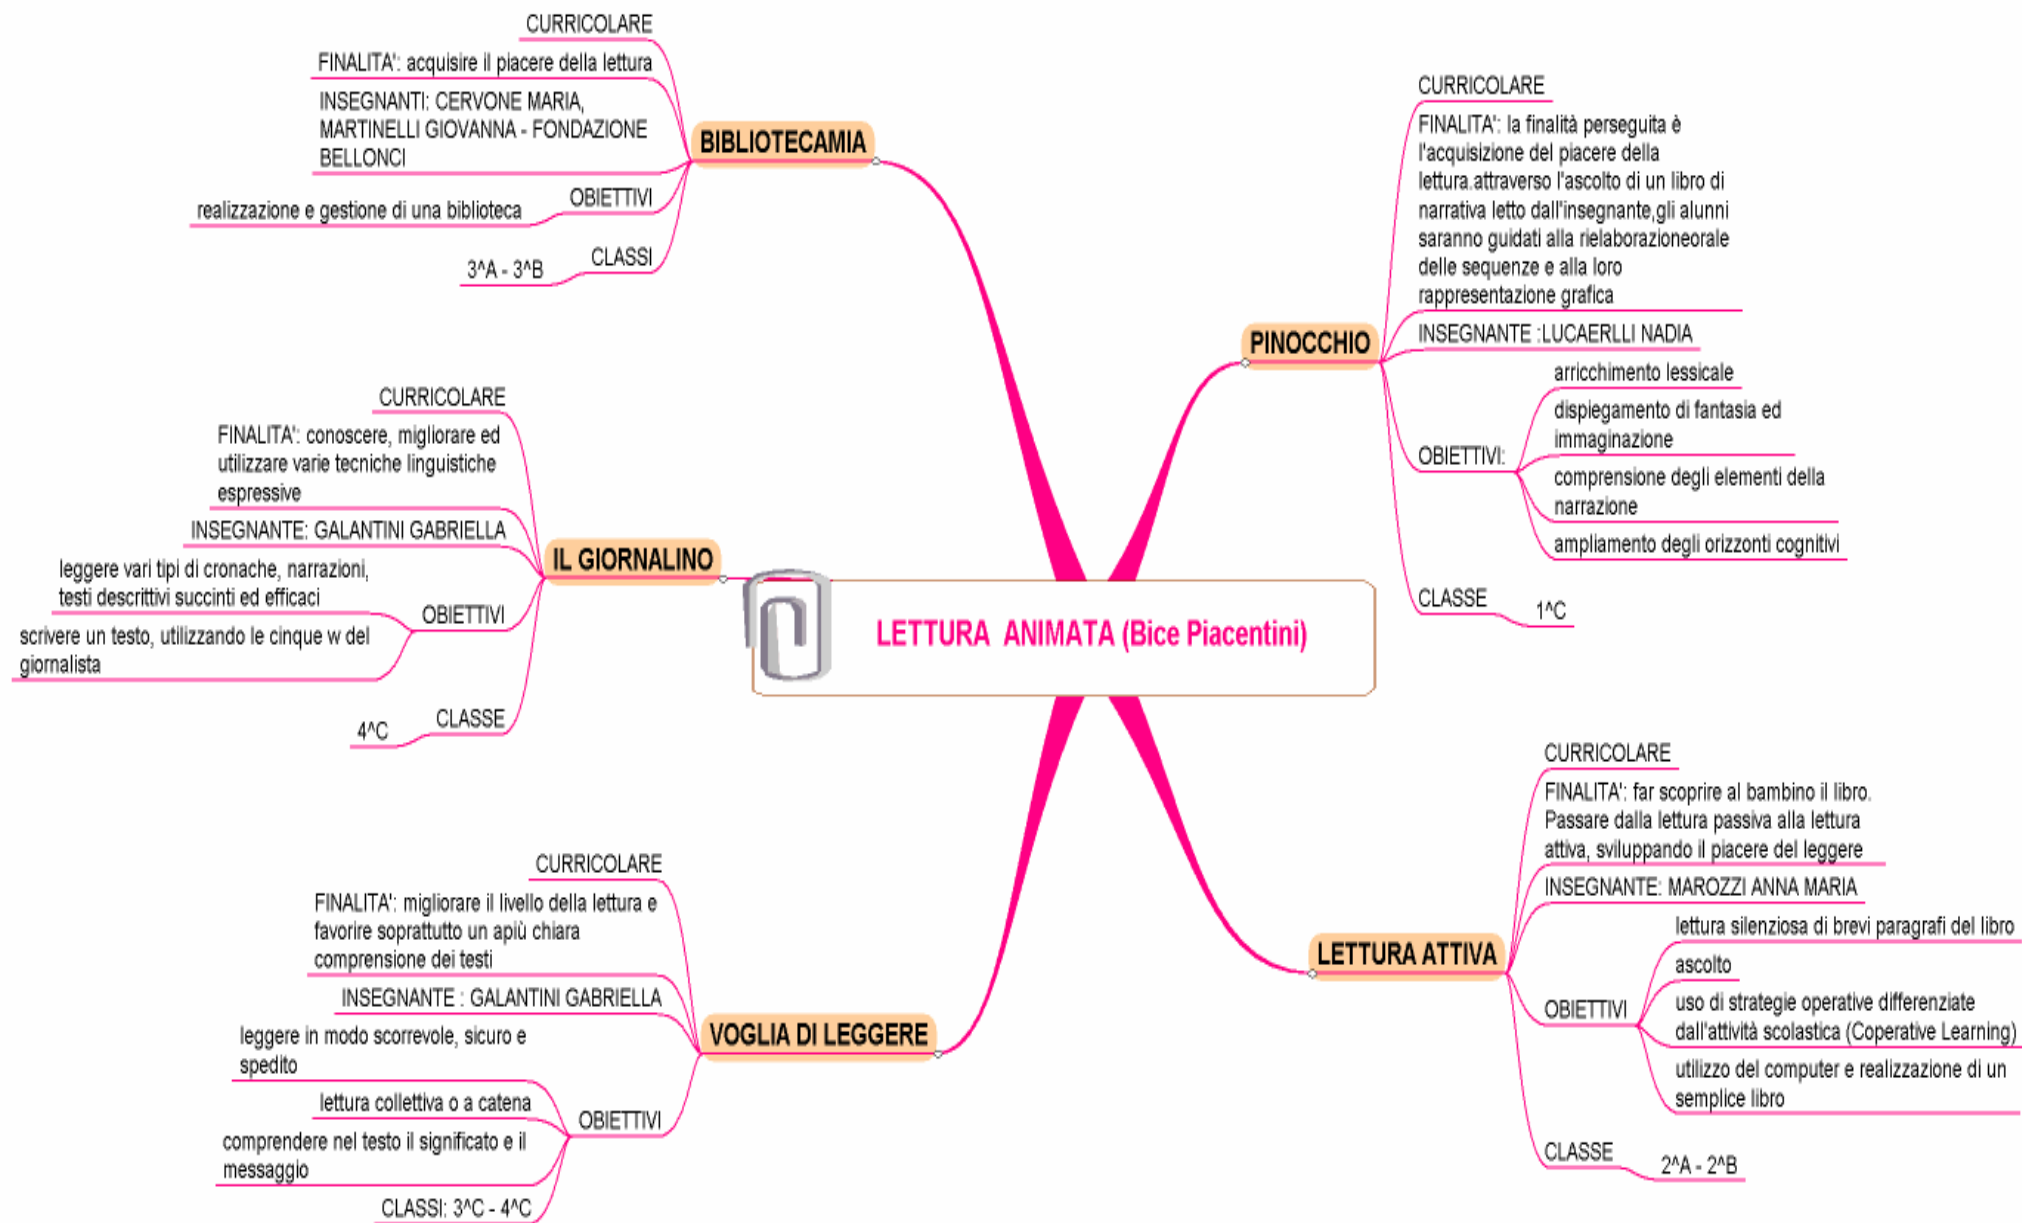 LETTURA  ANIMATA (Bice Piacentini)
BIBLIOTECAMIA
CURRICOLARE
FINALITA': acquisire il piacere della lettura
INSEGNANTI: CERVONE MARIA,
MARTINELLI GIOVANNA - FONDAZIONE
BELLONCI
OBIETTIVI
realizzazione e gestione di una biblioteca
CLASSI
3^A - 3^B
IL GIORNALINO
CURRICOLARE
FINALITA': conoscere, migliorare ed
utilizzare varie tecniche linguistiche
espressive
INSEGNANTE: GALANTINI GABRIELLA
OBIETTIVI
leggere vari tipi di cronache, narrazioni,
testi descrittivi succinti ed efficaci
scrivere un testo, utilizzando le cinque w del
giornalista
CLASSE
4^C
VOGLIA DI LEGGERE
CURRICOLARE
FINALITA': migliorare il livello della lettura e
favorire soprattutto un apiù chiara
comprensione dei testi
INSEGNANTE : GALANTINI GABRIELLA
OBIETTIVI
leggere in modo scorrevole, sicuro e
spedito
lettura collettiva o a catena
comprendere nel testo il significato e il
messaggio
CLASSI: 3^C - 4^C
PINOCCHIO
CURRICOLARE
FINALITA': la finalità perseguita è
l'acquisizione del piacere della
lettura.attraverso l'ascolto di un libro di
narrativa letto dall'insegnante,gli alunni
saranno guidati alla rielaborazioneorale
delle sequenze e alla loro
rappresentazione grafica
INSEGNANTE :LUCAERLLI NADIA
OBIETTIVI:
arricchimento lessicale
dispiegamento di fantasia ed
immaginazione
comprensione degli elementi della
narrazione
ampliamento degli orizzonti cognitivi
CLASSE
1^C
LETTURA ATTIVA
CURRICOLARE
FINALITA': far scoprire al bambino il libro.
Passare dalla lettura passiva alla lettura
attiva, sviluppando il piacere del leggere
INSEGNANTE: MAROZZI ANNA MARIA
OBIETTIVI
lettura silenziosa di brevi paragrafi del libro
ascolto
uso di strategie operative differenziate
dall'attività scolastica (Coperative Learning)
utilizzo del computer e realizzazione di un
semplice libro
CLASSE
2^A - 2^B